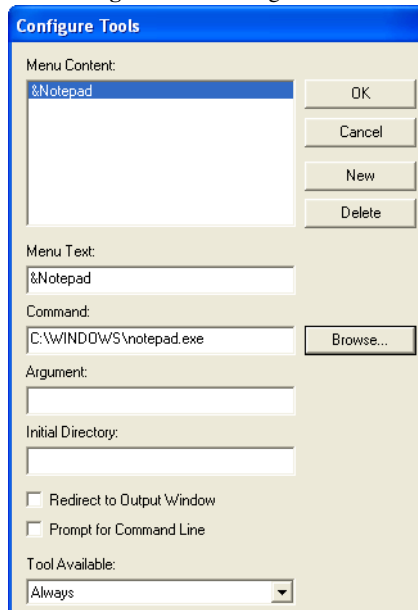 Configure Tools
Menu Content:
&Notepad
OK
Cancel
New
Delete
Menu Text:
&Notepad
Command:
C:\WINDOWS\notepad.exe
Browse...
Argument:
Initial Directory:
Redirect to Output Window
Prompt for Command Line
Tool Available:
Always